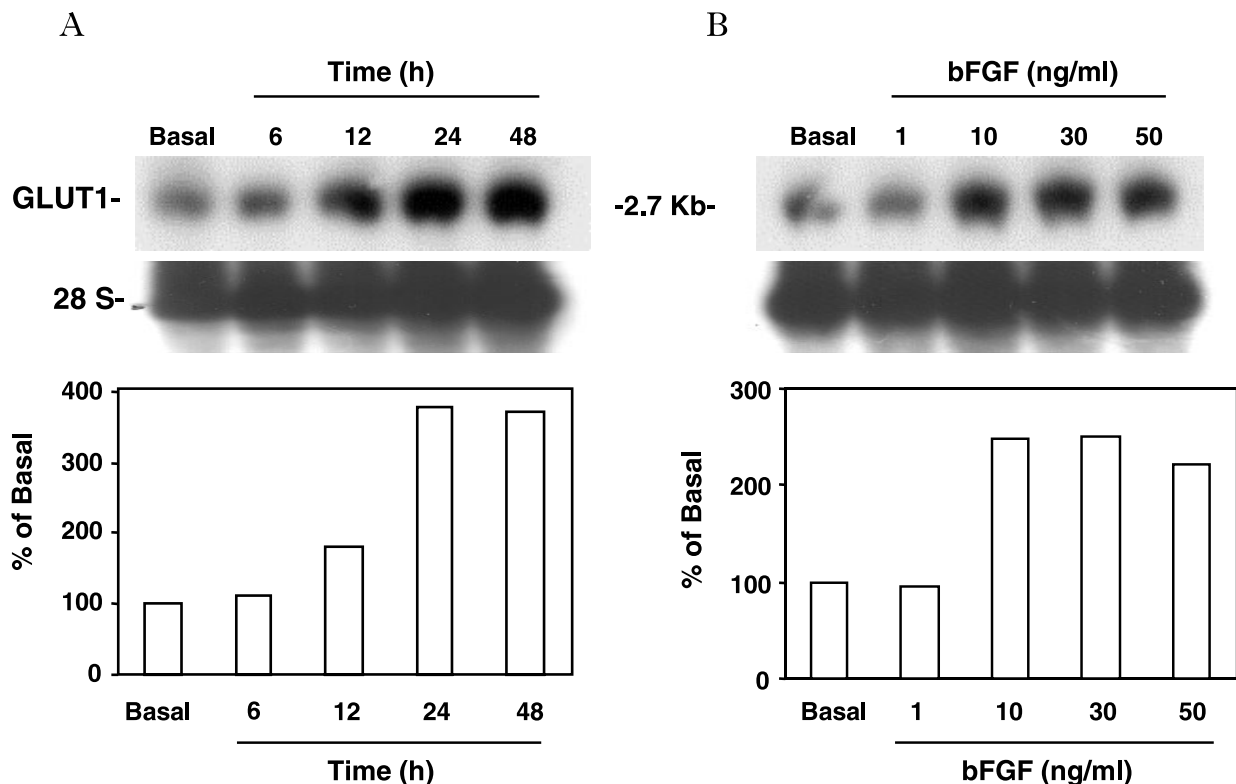 A
Time (h)
Basal 6 12 24 48
GLUT1-
28 S-
400
300
200
100
0
% of Basal
Basal 6 12 24 48
Time (h)
B
bFGF (ng/ml)
Basal 1 10 30 50
-2.7 Kb-
300
200
100
0
% of Basal
Basal 1 10 30 50
bFGF (ng/ml)